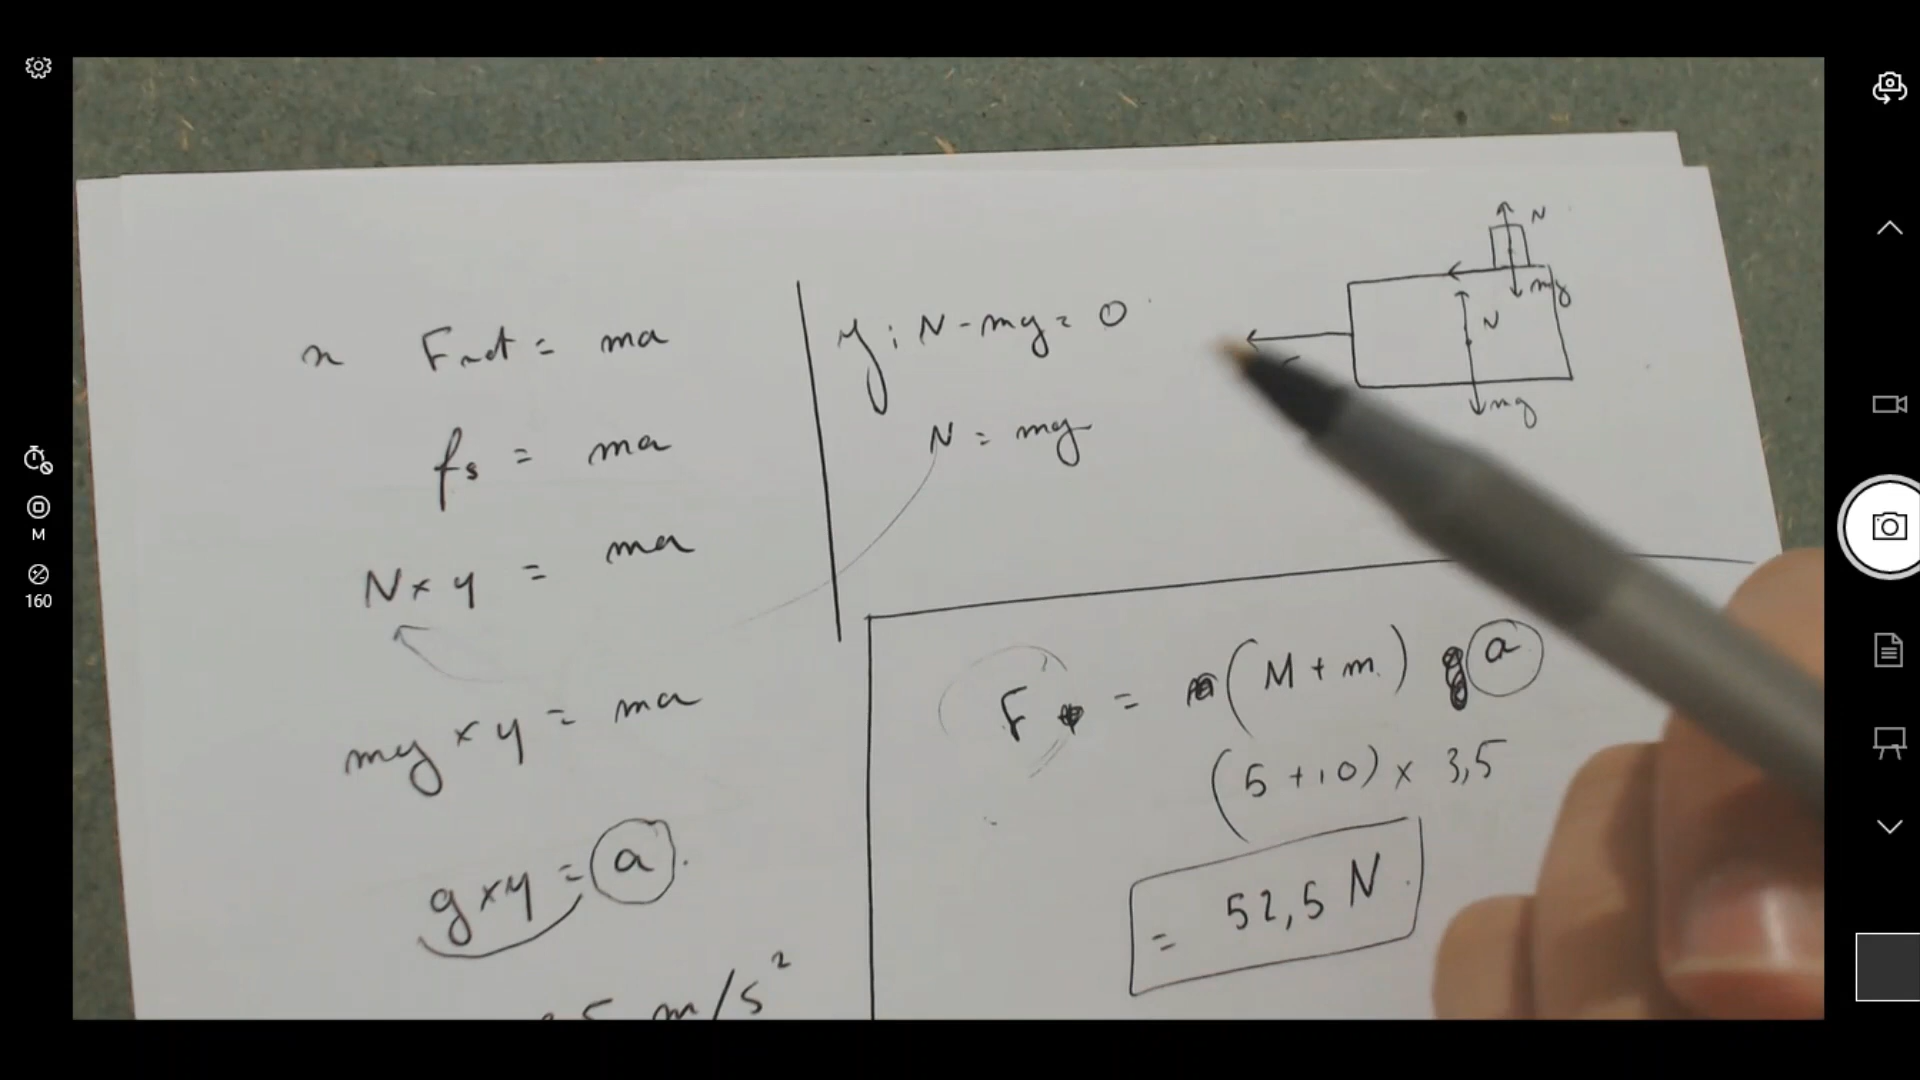 x Fnet = ma
fs = ma
N x y = ma
mg x y = ma
g x y = a.
5 m/s²
y : N - mg = 0
N = mg
N
mg
N
mg
F = (M + m) a
(5 + 10) x 3,5
= 52,5 N
M
160